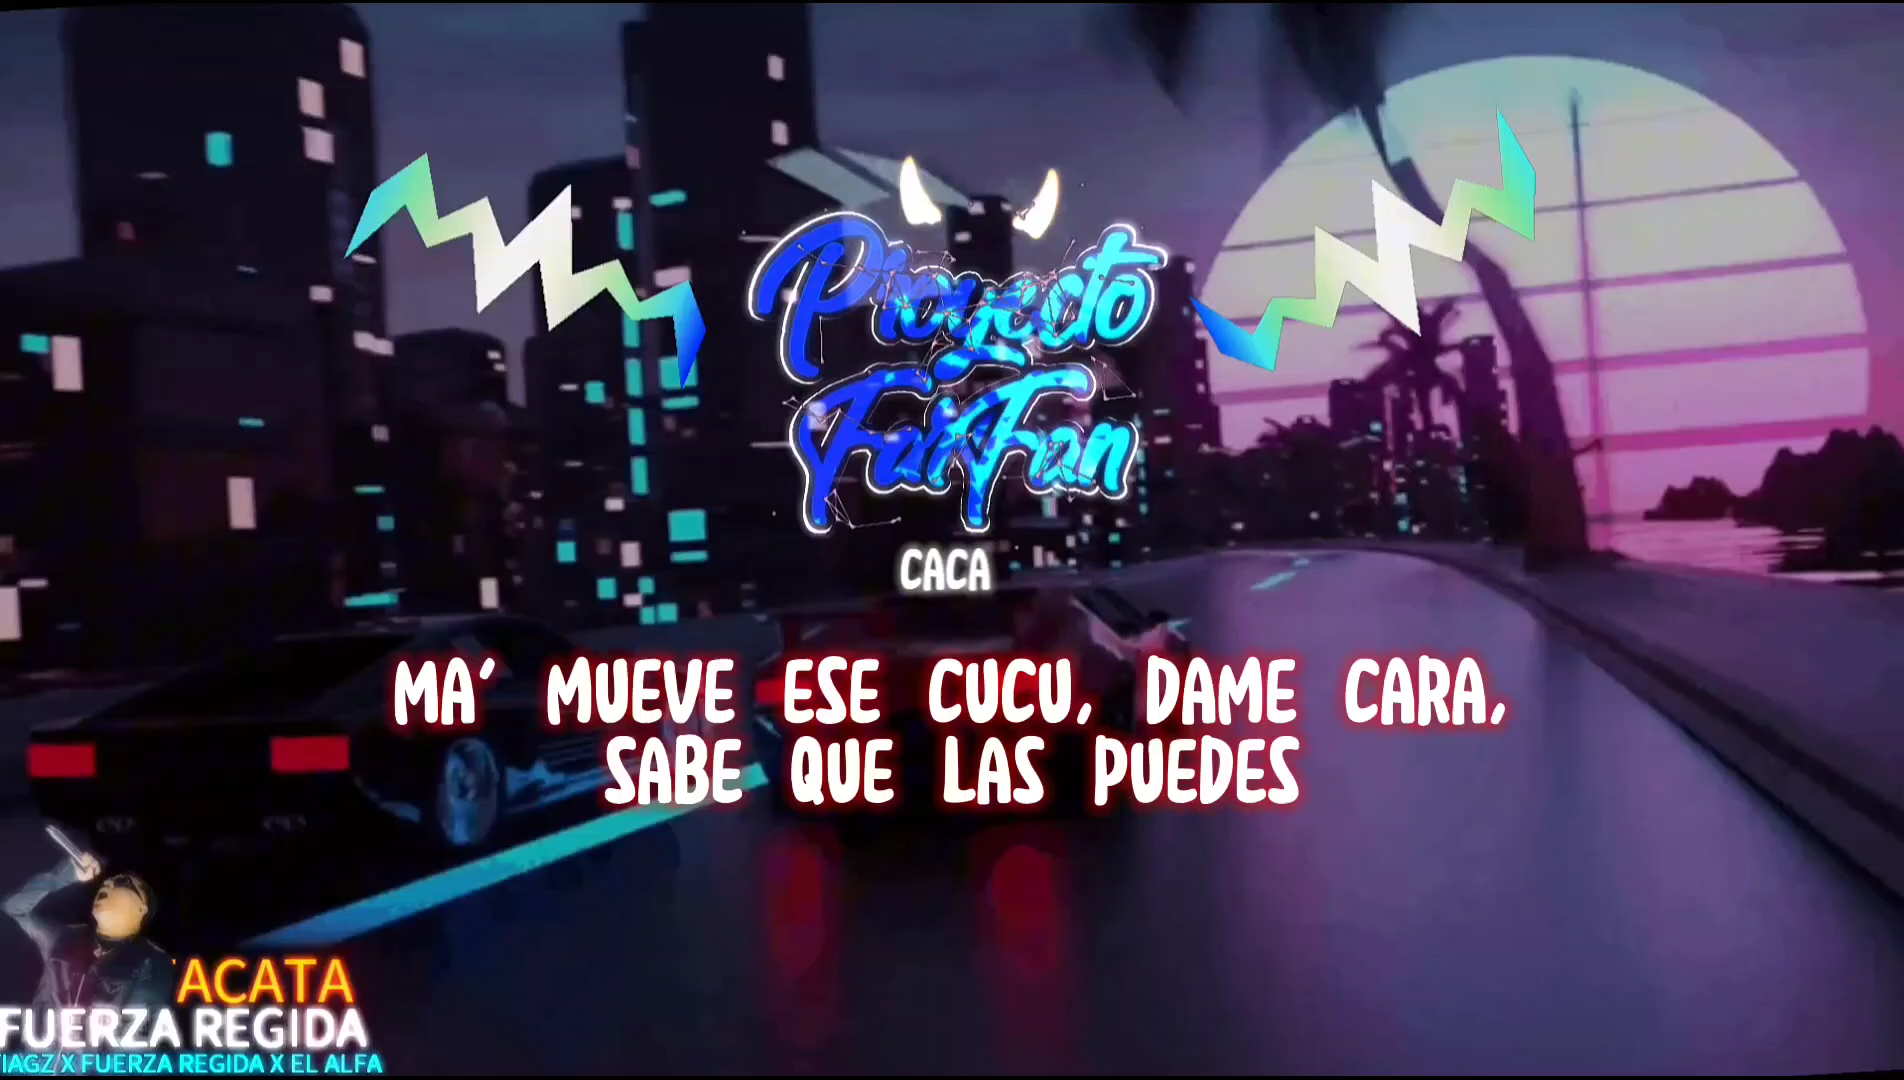 Proyecto
FanFan
CACA
MA' MUEVE ESE CUCU, DAME CARA,
SABE QUE LAS PUEDES
ACATA
FUERZA REGIDA
IAGZ X FUERZA REGIDA X EL ALFA